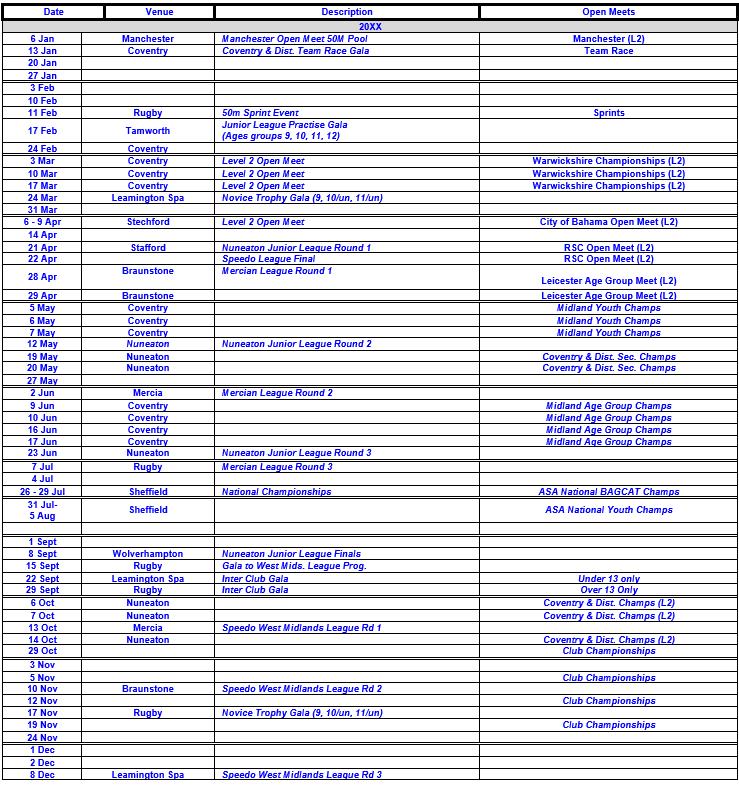 Date Venue Description Open Meets
20XX
6 Jan Manchester Manchester Open Meet 50M Pool Manchester (L2)
13 Jan Coventry Coventry & Dist. Team Race Gala Team Race
20 Jan
27 Jan
3 Feb
10 Feb
11 Feb Rugby 50m Sprint Event Sprints
17 Feb Tamworth Junior League Practise Gala
(Ages groups 9, 10, 11, 12)
24 Feb Coventry
3 Mar Coventry Level 2 Open Meet Warwickshire Championships (L2)
10 Mar Coventry Level 2 Open Meet Warwickshire Championships (L2)
17 Mar Coventry Level 2 Open Meet Warwickshire Championships (L2)
24 Mar Leamington Spa Novice Trophy Gala (9, 10/un, 11/un)
31 Mar
6 - 9 Apr Stechford Level 2 Open Meet City of Bahama Open Meet (L2)
14 Apr
21 Apr Stafford Nuneaton Junior League Round 1 RSC Open Meet (L2)
22 Apr Speedo League Final RSC Open Meet (L2)
28 Apr Braunstone Mercian League Round 1 Leicester Age Group Meet (L2)
29 Apr Braunstone Leicester Age Group Meet (L2)
5 May Coventry Midland Youth Champs
6 May Coventry Midland Youth Champs
7 May Coventry Midland Youth Champs
12 May Nuneaton Nuneaton Junior League Round 2
19 May Nuneaton Coventry & Dist. Sec. Champs
20 May Nuneaton Coventry & Dist. Sec. Champs
27 May
2 Jun Mercia Mercian League Round 2
9 Jun Coventry Midland Age Group Champs
10 Jun Coventry Midland Age Group Champs
16 Jun Coventry Midland Age Group Champs
17 Jun Coventry Midland Age Group Champs
23 Jun Nuneaton Nuneaton Junior League Round 3
7 Jul Rugby Mercian League Round 3
4 Jul
26 - 29 Jul Sheffield National Championships ASA National BAGCAT Champs
31 Jul-
5 Aug Sheffield ASA National Youth Champs
1 Sept
8 Sept Wolverhampton Nuneaton Junior League Finals
15 Sept Rugby Gala to West Mids. League Prog.
22 Sept Leamington Spa Inter Club Gala Under 13 only
29 Sept Rugby Inter Club Gala Over 13 Only
6 Oct Nuneaton Coventry & Dist. Champs (L2)
7 Oct Nuneaton Coventry & Dist. Champs (L2)
13 Oct Mercia Speedo West Midlands League Rd 1
14 Oct Nuneaton Coventry & Dist. Champs (L2)
29 Oct Club Championships
3 Nov
5 Nov Club Championships
10 Nov Braunstone Speedo West Midlands League Rd 2
12 Nov Club Championships
17 Nov Rugby Novice Trophy Gala (9, 10/un, 11/un)
19 Nov Club Championships
24 Nov
1 Dec
2 Dec
8 Dec Leamington Spa Speedo West Midlands League Rd 3